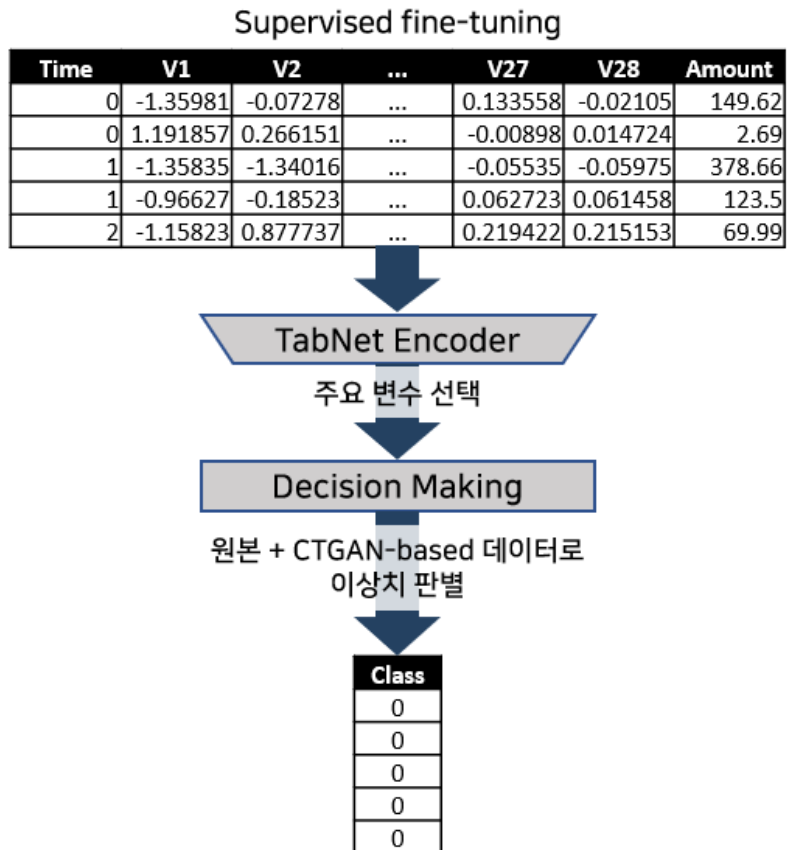 Supervised fine-tuning
Time V1 V2 ... V27 V28 Amount
0 -1.35981 -0.07278 ... 0.133558 -0.02105 149.62
0 1.191857 0.266151 ... -0.00898 0.014724 2.69
1 -1.35835 -1.34016 ... -0.05535 -0.05975 378.66
1 -0.96627 -0.18523 ... 0.062723 0.061458 123.5
2 -1.15823 0.877737 ... 0.219422 0.215153 69.99
TabNet Encoder
주요 변수 선택
Decision Making
원본 + CTGAN-based 데이터로
이상치 판별
Class
0
0
0
0
0